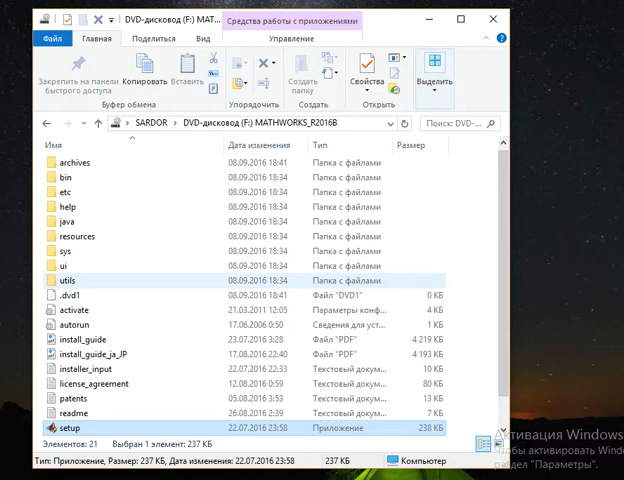 DVD-дисковод (F:) MATH... Средства работы с приложениями
Файл Главная Поделиться Вид Управление
Закрепить на панели быстрого доступа
Копировать
Вставить
Создать папку
Свойства
Выделить
Буфер обмена Упорядочить Создать Открыть
SARDOR DVD-дисковод (F:) MATHWORKS_R2016B Поиск: DVD-...
Имя Дата изменения Тип Размер
archives 08.09.2016 18:41 Папка с файлами
bin 08.09.2016 18:34 Папка с файлами
etc 08.09.2016 18:34 Папка с файлами
help 08.09.2016 18:34 Папка с файлами
java 08.09.2016 18:34 Папка с файлами
resources 08.09.2016 18:34 Папка с файлами
sys 08.09.2016 18:34 Папка с файлами
ui 08.09.2016 18:34 Папка с файлами
utils 08.09.2016 18:34 Папка с файлами
.dvd1 08.09.2016 18:41 Файл "DVD1" 0 КБ
activate 21.03.2011 12:05 Параметры конф... 4 КБ
autorun 17.06.2006 0:50 Сведения для уст... 1 КБ
install_guide 23.07.2016 3:28 Файл "PDF" 4 219 КБ
install_guide_ja_JP 17.08.2016 22:40 Файл "PDF" 4 193 КБ
installer_input 22.07.2016 22:33 Текстовый докум... 10 КБ
license_agreement 12.08.2016 0:59 Текстовый докум... 80 КБ
patents 05.08.2016 3:53 Текстовый докум... 13 КБ
readme 26.08.2016 2:39 Текстовый докум... 7 КБ
setup 22.07.2016 23:58 Приложение 238 КБ
Элементов: 21 Выбран 1 элемент: 237 КБ
Тип: Приложение, Размер: 237 КБ, Дата изменения: 22.07.2016 23:58 237 КБ Компьютер
Активация Windows
Чтобы активировать Windows
раздел "Параметры".